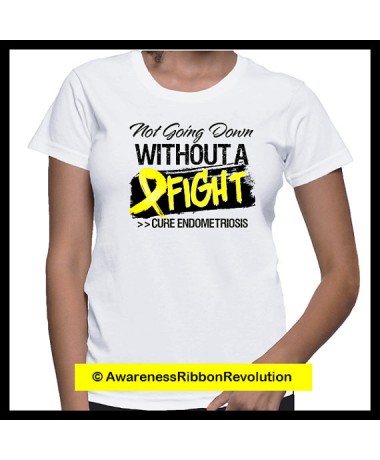 Not Going Down
WITHOUT A
FIGHT
>> CURE ENDOMETRIOSIS
© AwarenessRibbonRevolution